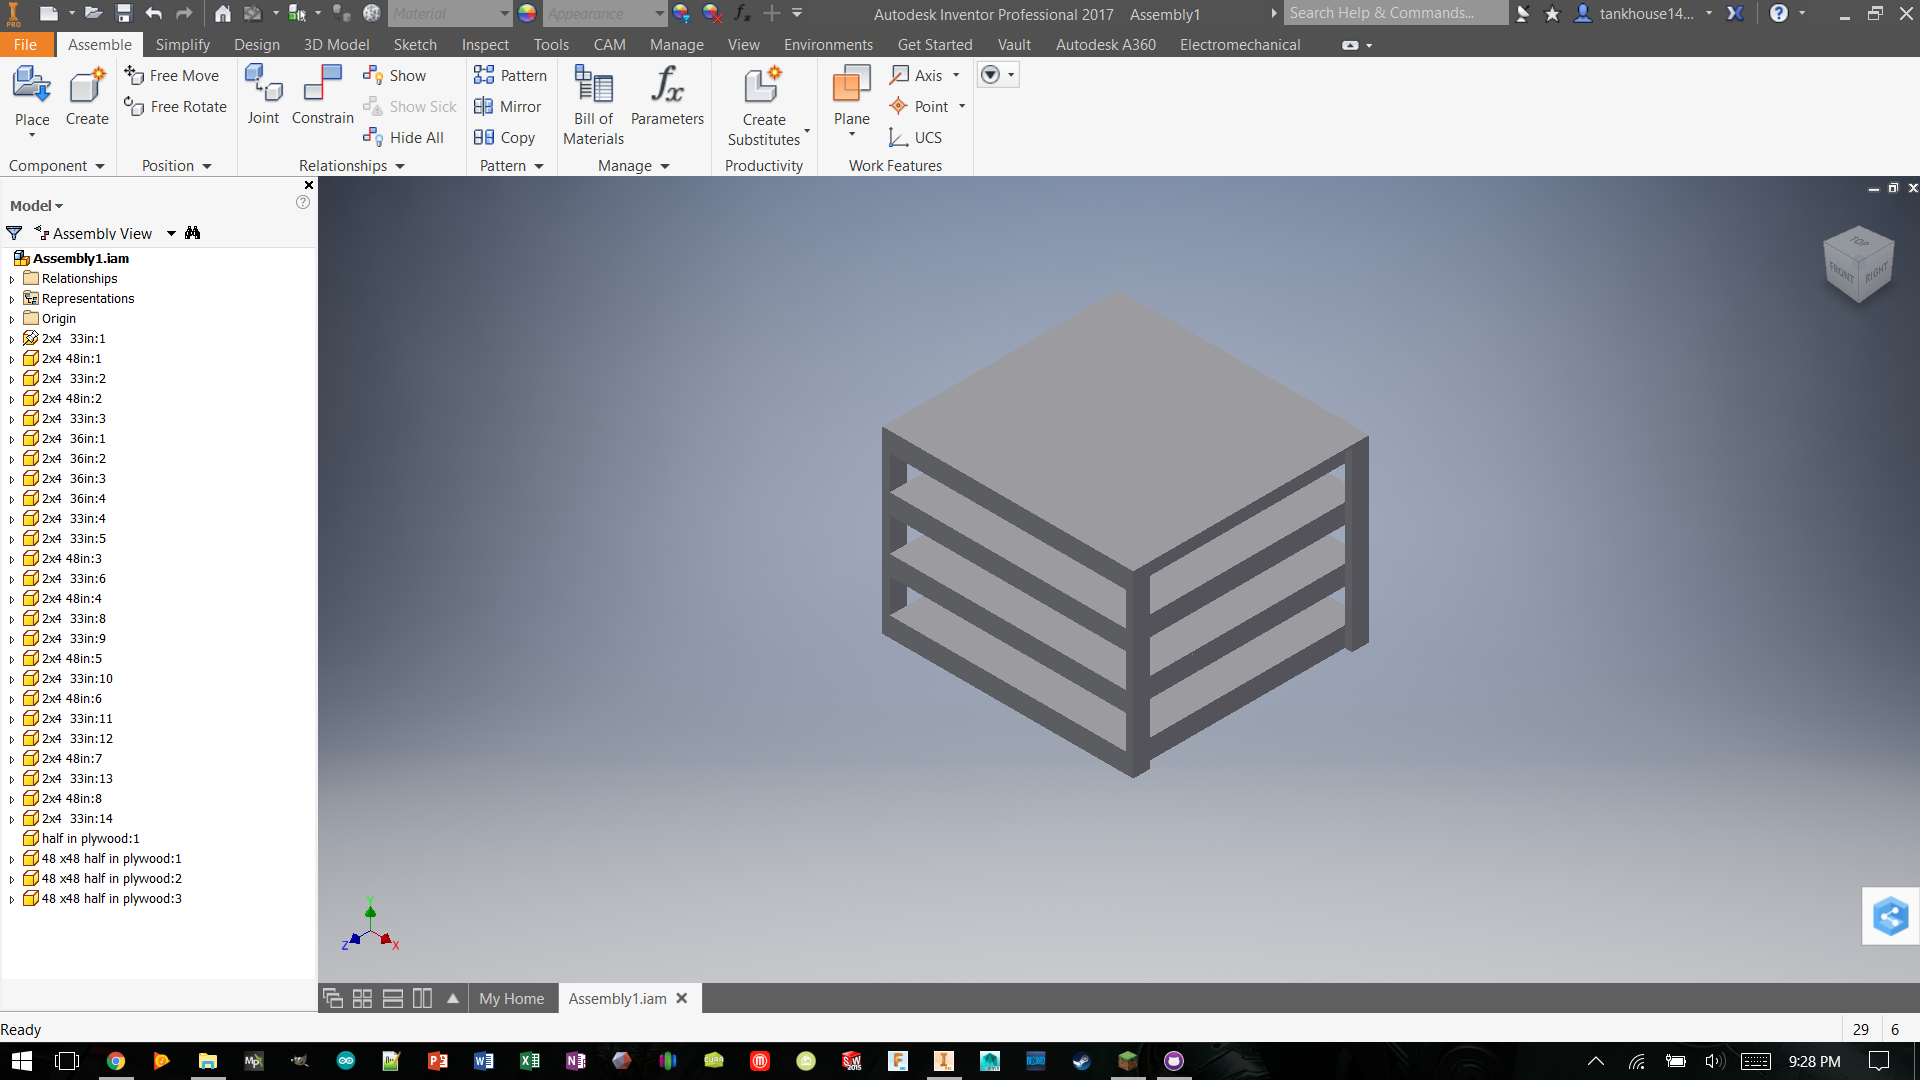 PRO
Material
Appearance
Autodesk Inventor Professional 2017 Assembly1
Search Help & Commands...
tankhouse14...
File Assemble Simplify Design 3D Model Sketch Inspect Tools CAM Manage View Environments Get Started Vault Autodesk A360 Electromechanical
Place
Create
Free Move
Free Rotate
Joint
Constrain
Show
Show Sick
Hide All
Pattern
Mirror
Copy
Bill of
Materials
Parameters
Create
Substitutes
Plane
Axis
Point
UCS
Component Position Relationships Pattern Manage Productivity Work Features
Model
Assembly View
Assembly1.iam
Relationships
Representations
Origin
2x4  33in:1
2x4 48in:1
2x4  33in:2
2x4 48in:2
2x4  33in:3
2x4  36in:1
2x4  36in:2
2x4  36in:3
2x4  36in:4
2x4  33in:4
2x4  33in:5
2x4 48in:3
2x4  33in:6
2x4 48in:4
2x4  33in:8
2x4  33in:9
2x4 48in:5
2x4  33in:10
2x4 48in:6
2x4  33in:11
2x4  33in:12
2x4 48in:7
2x4  33in:13
2x4 48in:8
2x4  33in:14
half in plywood:1
48 x48 half in plywood:1
48 x48 half in plywood:2
48 x48 half in plywood:3
TOP
FRONT RIGHT
Y
Z X
My Home Assembly1.iam
Ready
29 6
9:28 PM